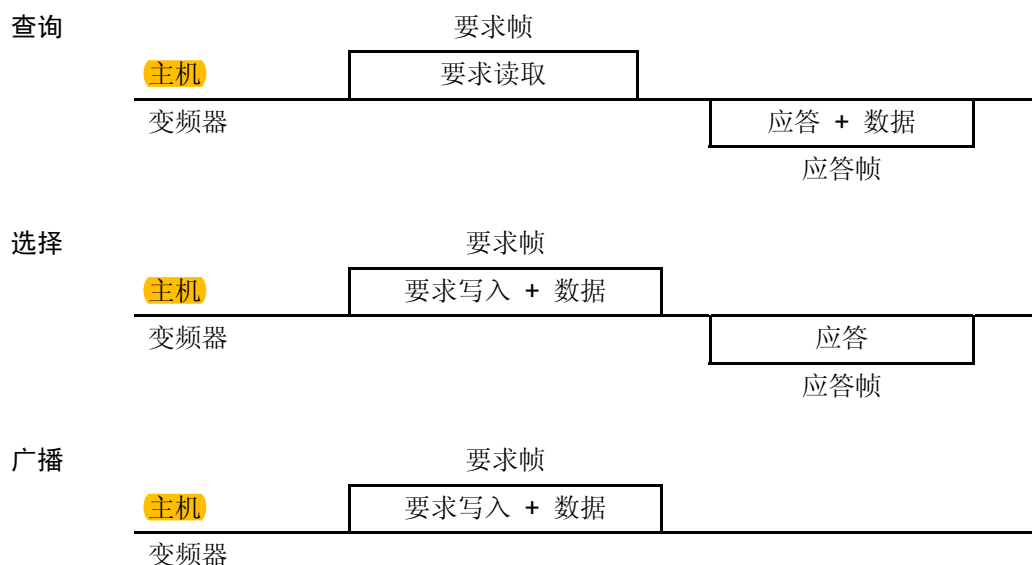 查询
要求帧
主机
要求读取
变频器
应答 + 数据
应答帧
选择
要求帧
主机
要求写入 + 数据
变频器
应答
应答帧
广播
要求帧
主机
要求写入 + 数据
变频器